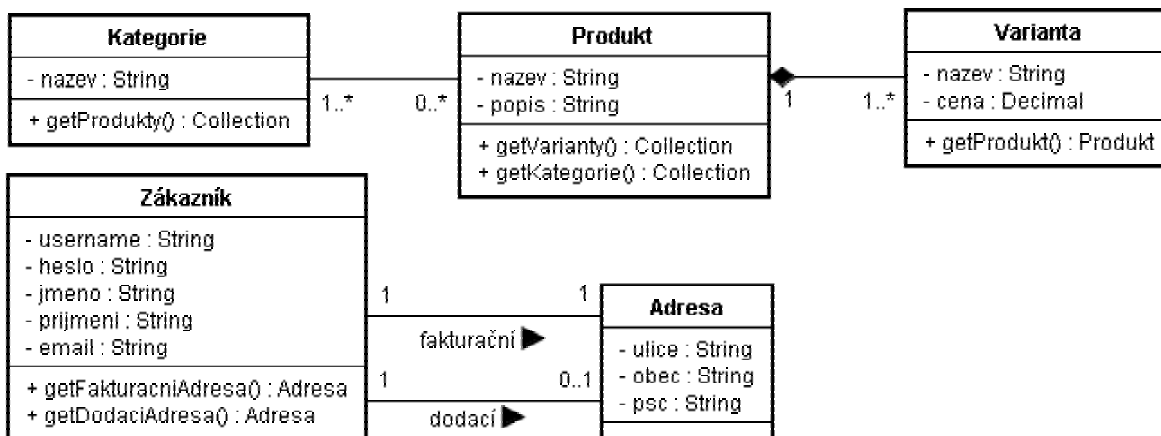 Kategorie
- nazev : String
+ getProdukty() : Collection
1..*
0..*
Produkt
- nazev : String
- popis : String
+ getVarianty() : Collection
+ getKategorie() : Collection
1
1..*
Varianta
- nazev : String
- cena : Decimal
+ getProdukt() : Produkt
Zákazník
- username : String
- heslo : String
- jmeno : String
- prijmeni : String
- email : String
+ getFakturacniAdresa() : Adresa
+ getDodaciAdresa() : Adresa
1
1
fakturační
1
0..1
dodací
Adresa
- ulice : String
- obec : String
- psc : String